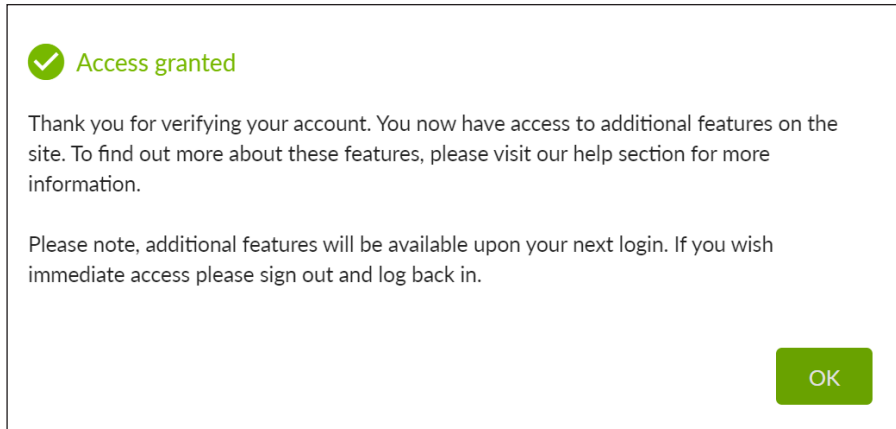 Access granted
Thank you for verifying your account. You now have access to additional features on the
site. To find out more about these features, please visit our help section for more
information.
Please note, additional features will be available upon your next login. If you wish
immediate access please sign out and log back in.
OK